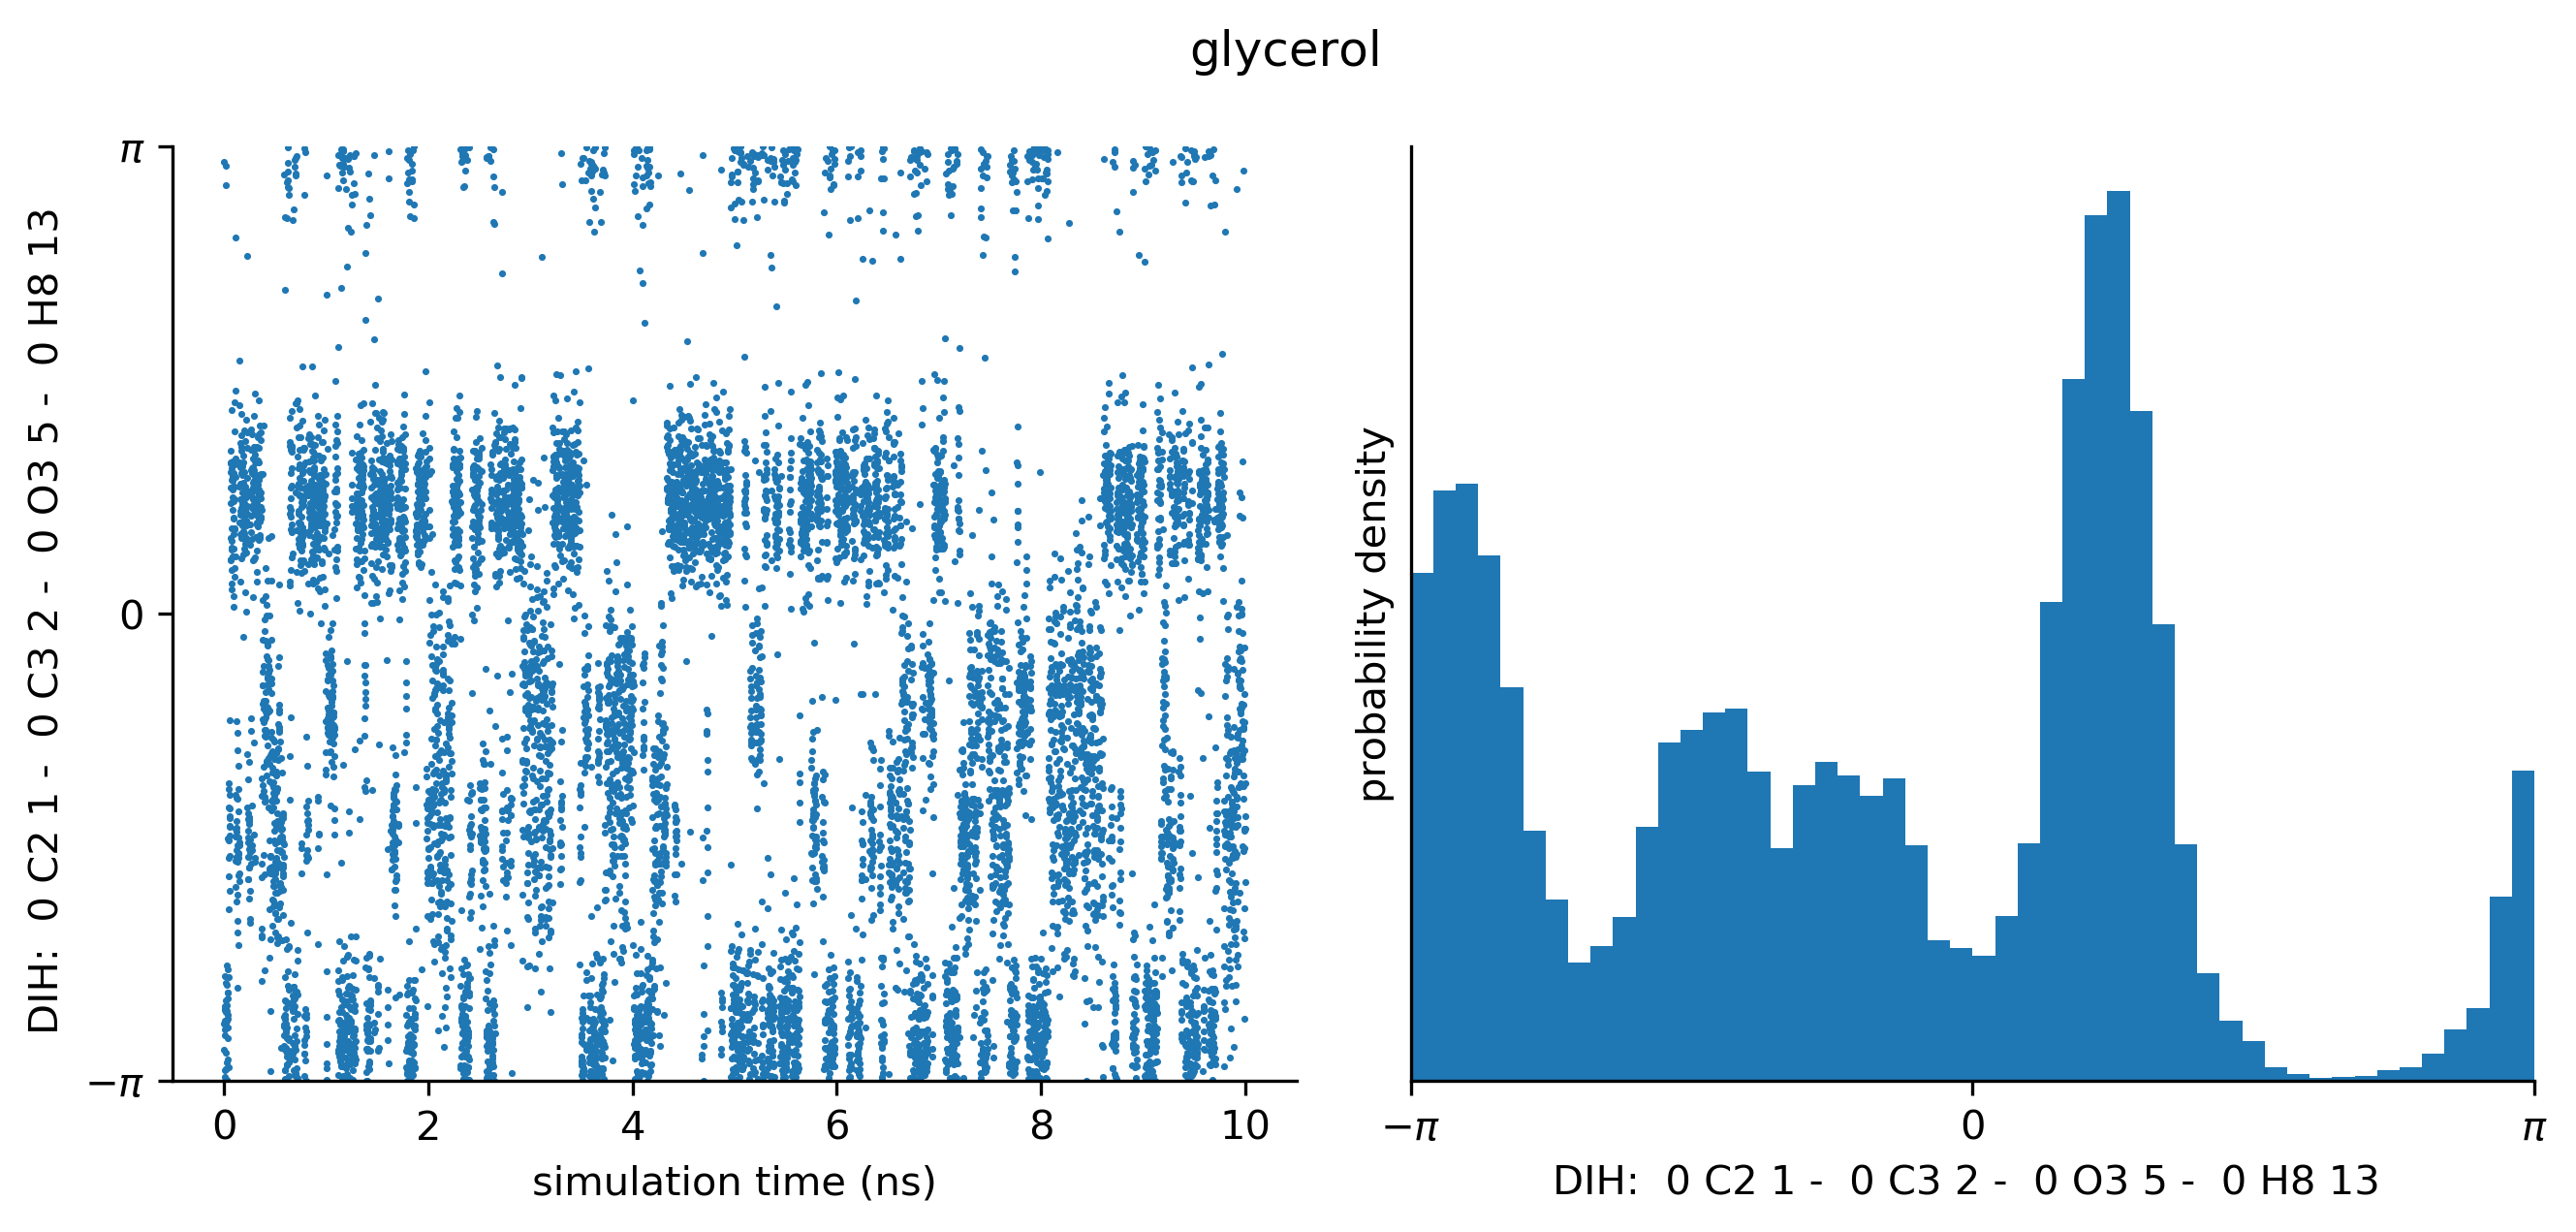 glycerol
DIH:  0 C2 1 -  0 C3 2 -  0 O3 5 -  0 H8 13
π
0
−π
0 2 4 6 8 10
simulation time (ns)
probability density
−π 0 π
DIH:  0 C2 1 -  0 C3 2 -  0 O3 5 -  0 H8 13